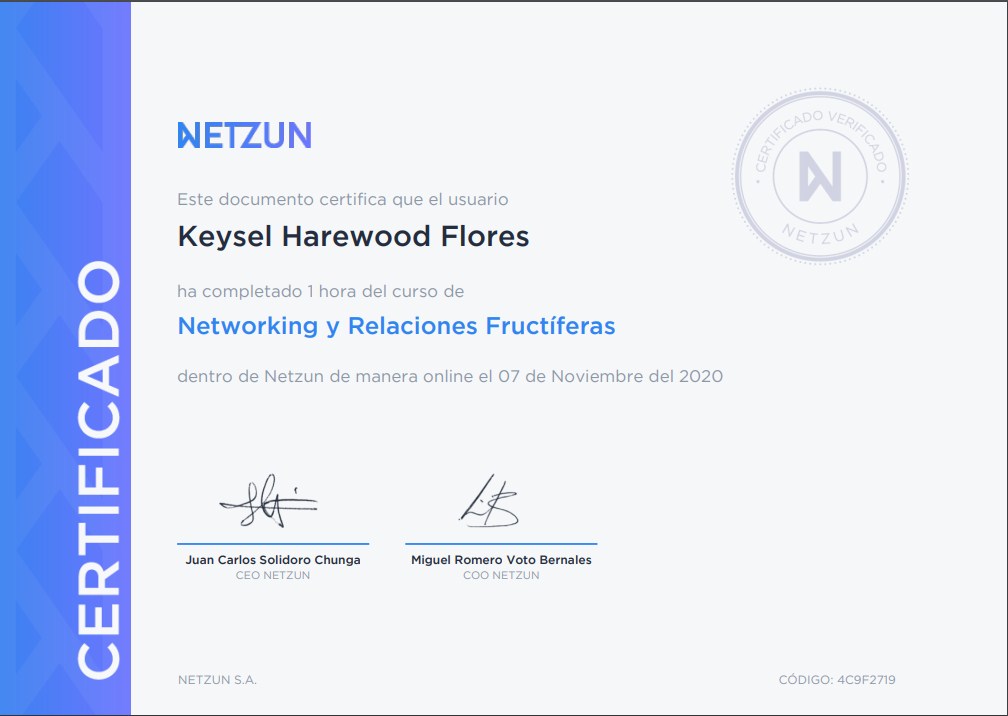 CERTIFICADO
NETZUN
CERTIFICADO VERIFICADO
N
NETZUN
Este documento certifica que el usuario
Keysel Harewood Flores
ha completado 1 hora del curso de
Networking y Relaciones Fructíferas
dentro de Netzun de manera online el 07 de Noviembre del 2020
Juan Carlos Solidoro Chunga
CEO NETZUN
Miguel Romero Voto Bernales
COO NETZUN
NETZUN S.A.
CÓDIGO: 4C9F2719